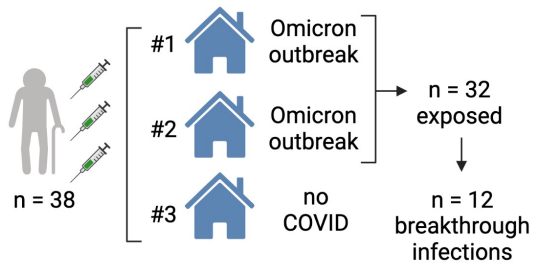 n = 38
#1
Omicron
outbreak
#2
Omicron
outbreak
#3
no
COVID
n = 32
exposed
n = 12
breakthrough
infections